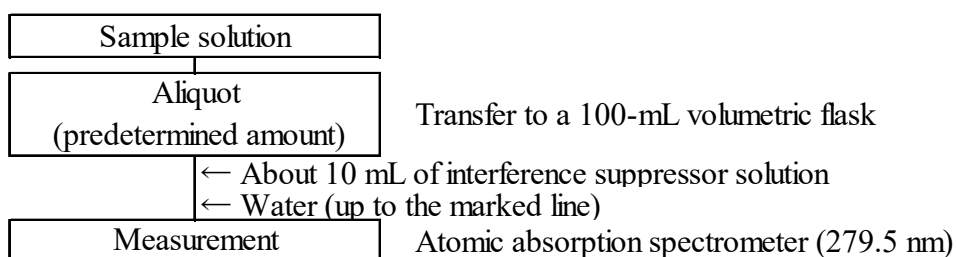 Sample solution
Aliquot
(predetermined amount)
Transfer to a 100-mL volumetric flask
← About 10 mL of interference suppressor solution
← Water (up to the marked line)
Measurement
Atomic absorption spectrometer (279.5 nm)